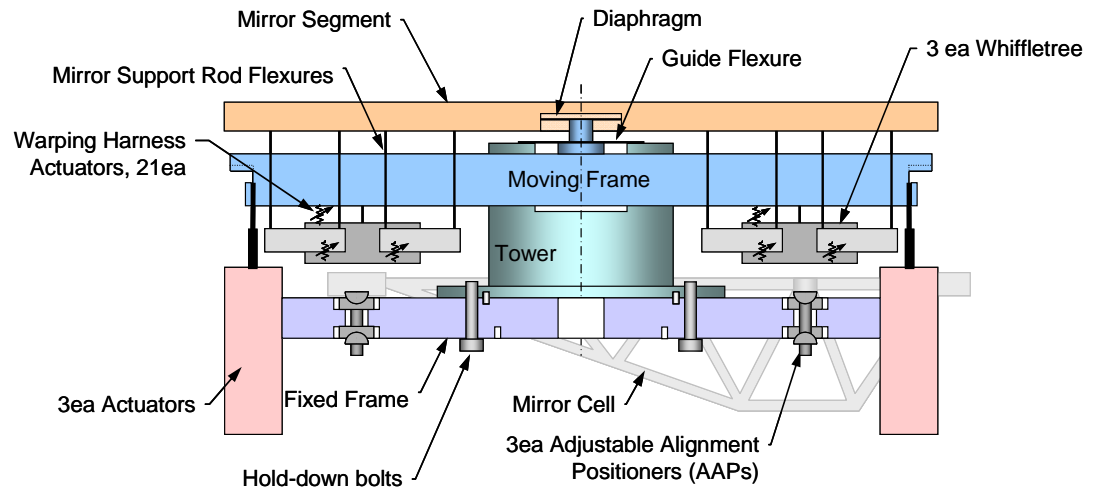 Mirror Segment
Diaphragm
Guide Flexure
3 ea Whiffletree
Mirror Support Rod Flexures
Warping Harness
Actuators, 21ea
Moving Frame
Tower
3ea Actuators
Fixed Frame
Mirror Cell
3ea Adjustable Alignment
Positioners (AAPs)
Hold-down bolts